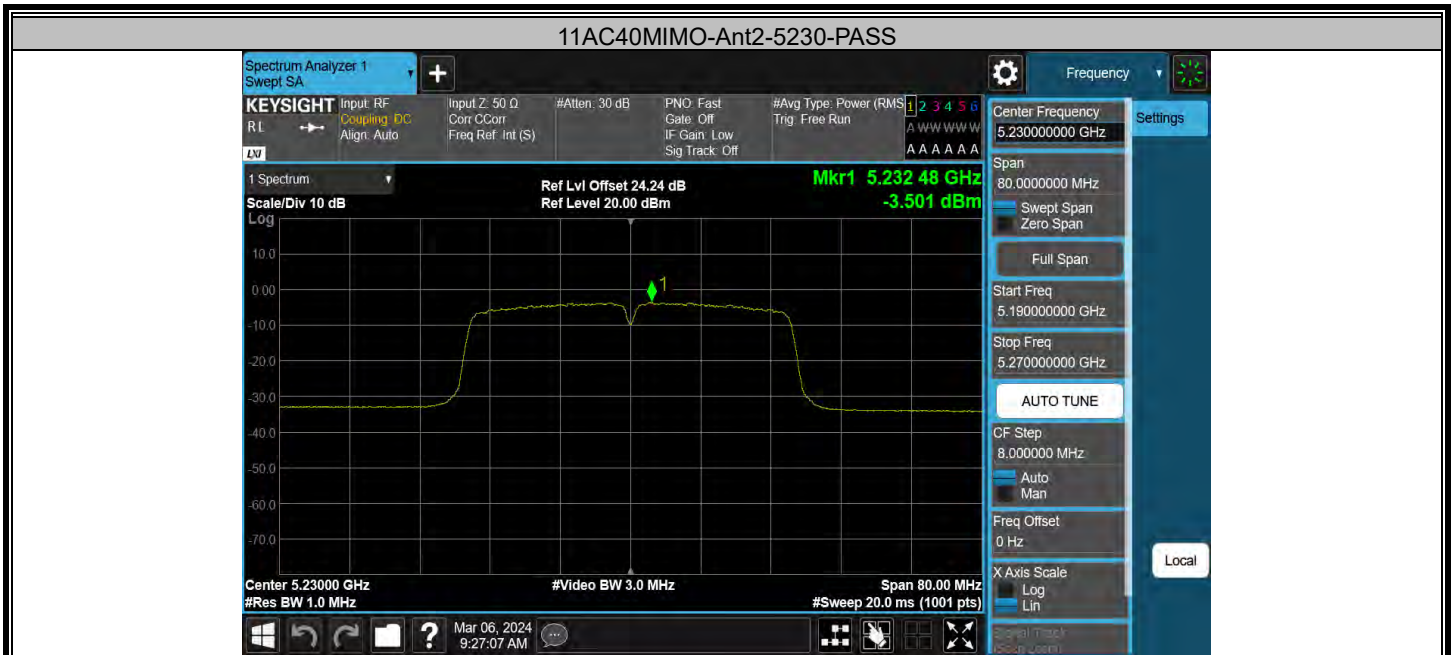 11AC40MIMO-Ant2-5230-PASS
Spectrum Analyzer 1
Swept SA
+
Frequency
KEYSIGHT
RL
LXI
Input: RF
Coupling: DC
Align: Auto
Input Z: 50 Ω
Corr CCorr
Freq Ref: Int (S)
#Atten: 30 dB
PNO: Fast
Gate: Off
IF Gain: Low
Sig Track: Off
#Avg Type: Power (RMS
Trig: Free Run
1 2 3 4 5 6
A W W W W W
A A A A A A
Center Frequency
5.230000000 GHz
Settings
1 Spectrum
Scale/Div 10 dB
Log
Ref Lvl Offset 24.24 dB
Ref Level 20.00 dBm
Mkr1 5.232 48 GHz
-3.501 dBm
1
10.0
0.00
-10.0
-20.0
-30.0
-40.0
-50.0
-60.0
-70.0
Center 5.23000 GHz
#Res BW 1.0 MHz
#Video BW 3.0 MHz
Span 80.00 MHz
#Sweep 20.0 ms (1001 pts)
Span
80.0000000 MHz
Swept Span
Zero Span
Full Span
Start Freq
5.190000000 GHz
Stop Freq
5.270000000 GHz
AUTO TUNE
CF Step
8.000000 MHz
Auto
Man
Freq Offset
0 Hz
X Axis Scale
Log
Lin
Signal Track
(Span Zoom)
Local
?
Mar 06, 2024
9:27:07 AM